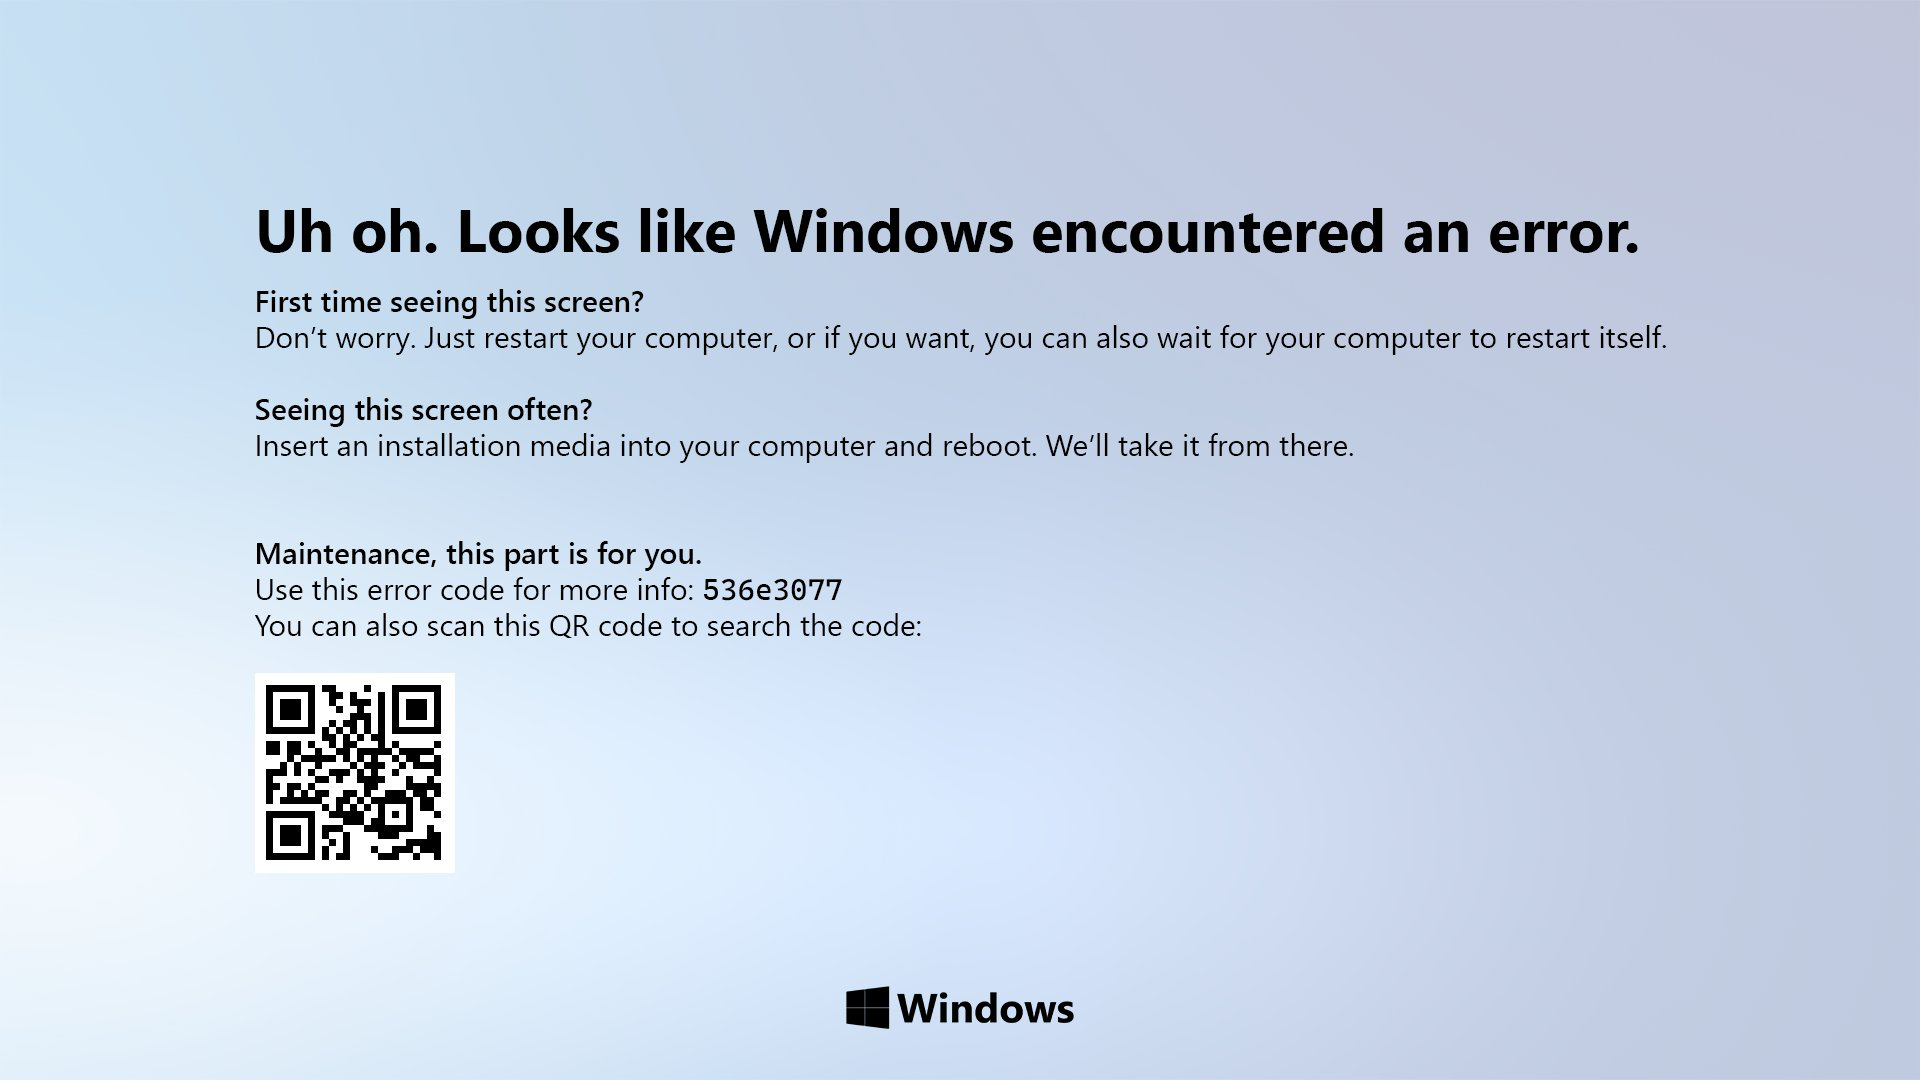 Uh oh. Looks like Windows encountered an error.
First time seeing this screen?
Don’t worry. Just restart your computer, or if you want, you can also wait for your computer to restart itself.
Seeing this screen often?
Insert an installation media into your computer and reboot. We’ll take it from there.
Maintenance, this part is for you.
Use this error code for more info: 536e3077
You can also scan this QR code to search the code:
Windows